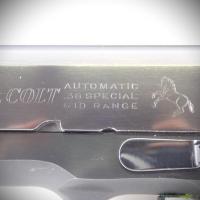 COLT
AUTOMATIC
.38 SPECIAL
MID RANGE